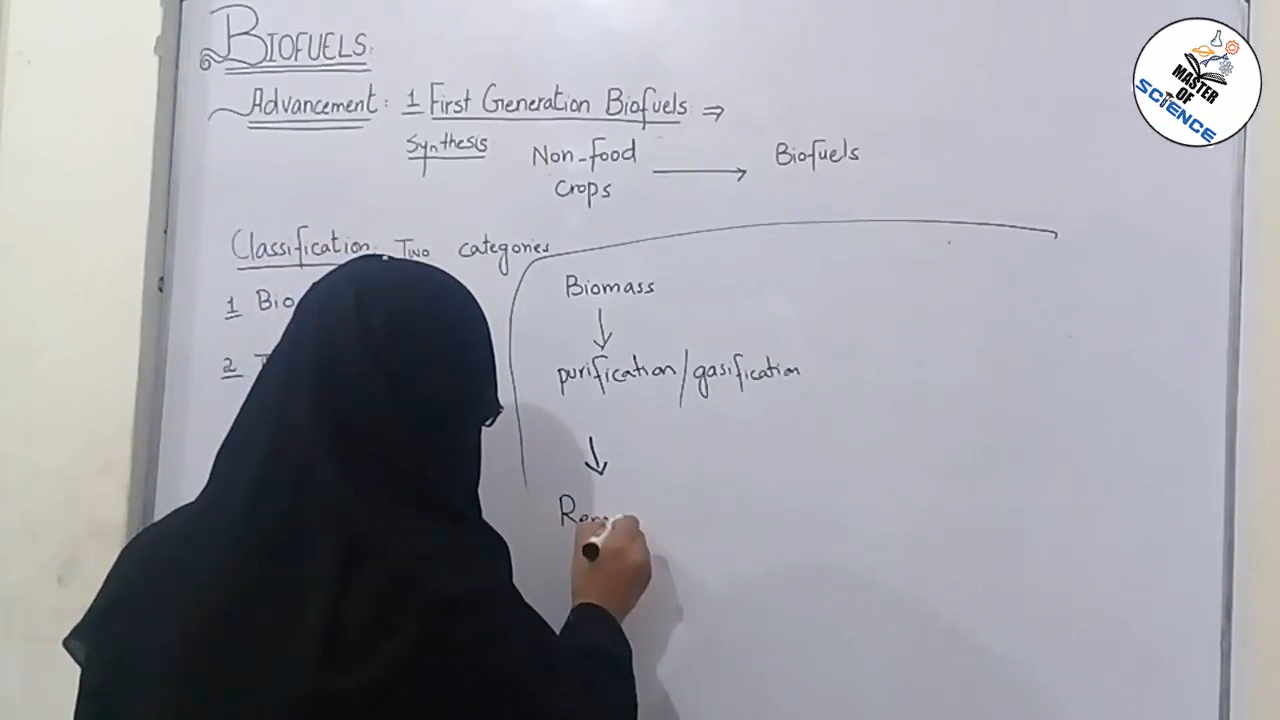 BIOFUELS.
Advancement: 1 First Generation Biofuels ⇒
Synthesis Non-food Crops → Biofuels
Classification Two categories
1 Bio
2
Biomass
↓
purification/gasification
↓
MASTER
OF
SCIENCE